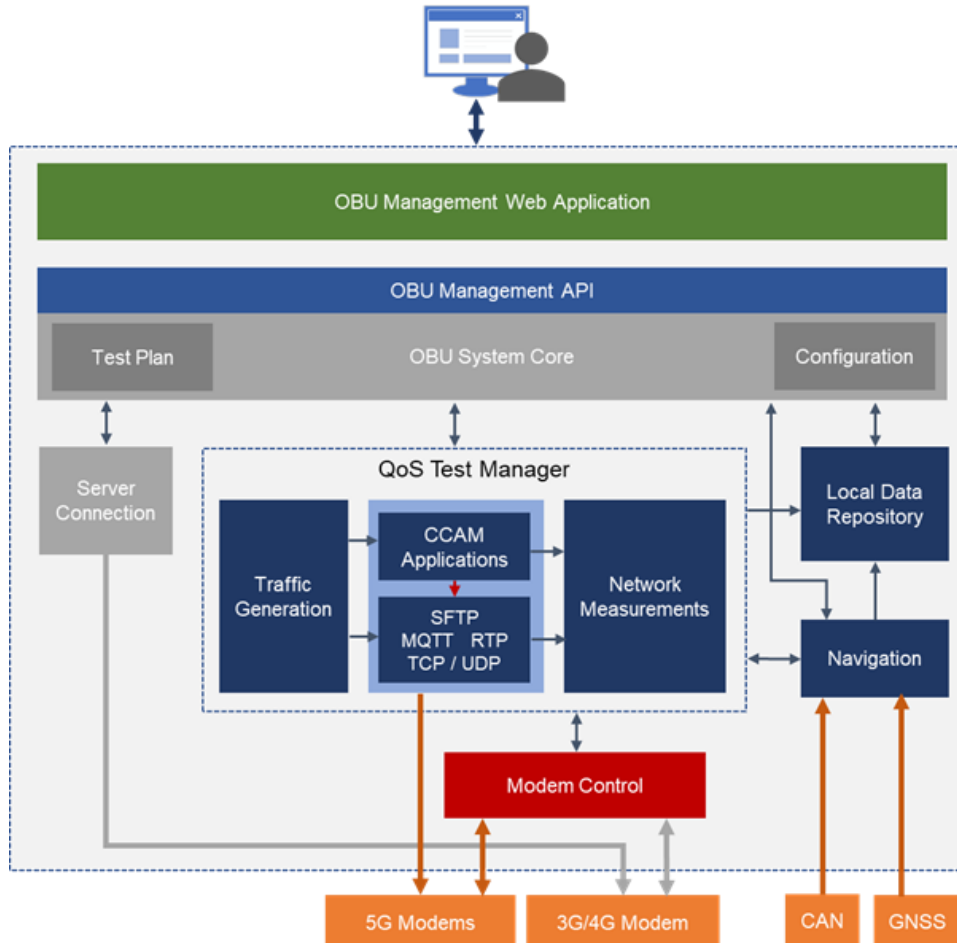 OBU Management Web Application
OBU Management API
Test Plan
OBU System Core
Configuration
Server
Connection
QoS Test Manager
Local Data
Repository
Traffic
Generation
CCAM
Applications
SFTP
MQTT RTP
TCP / UDP
Network
Measurements
Navigation
Modem Control
5G Modems
3G/4G Modem
CAN
GNSS